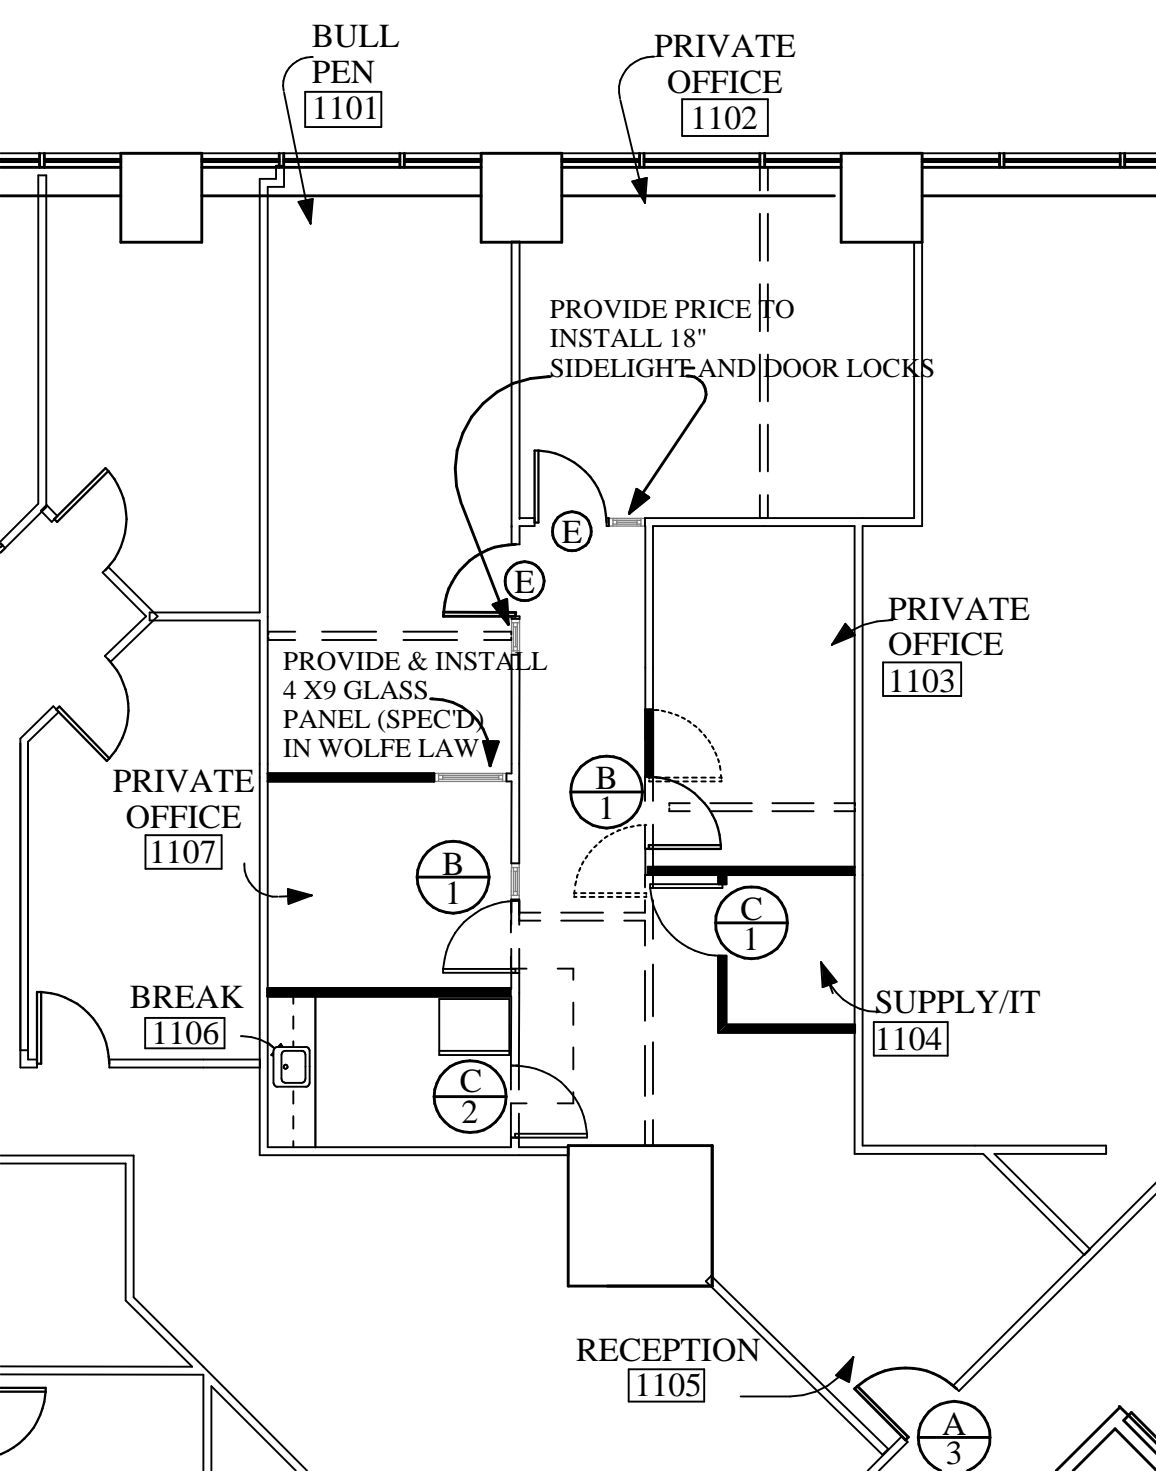 BULL
PEN
1101
PRIVATE
OFFICE
1102
PROVIDE PRICE TO
INSTALL 18"
SIDELIGHT AND DOOR LOCKS
E
E
PRIVATE
OFFICE
1103
PROVIDE & INSTALL
4 X9 GLASS
PANEL (SPEC'D)
IN WOLFE LAW
B
1
PRIVATE
OFFICE
1107
B
1
C
1
BREAK
1106
SUPPLY/IT
1104
C
2
RECEPTION
1105
A
3